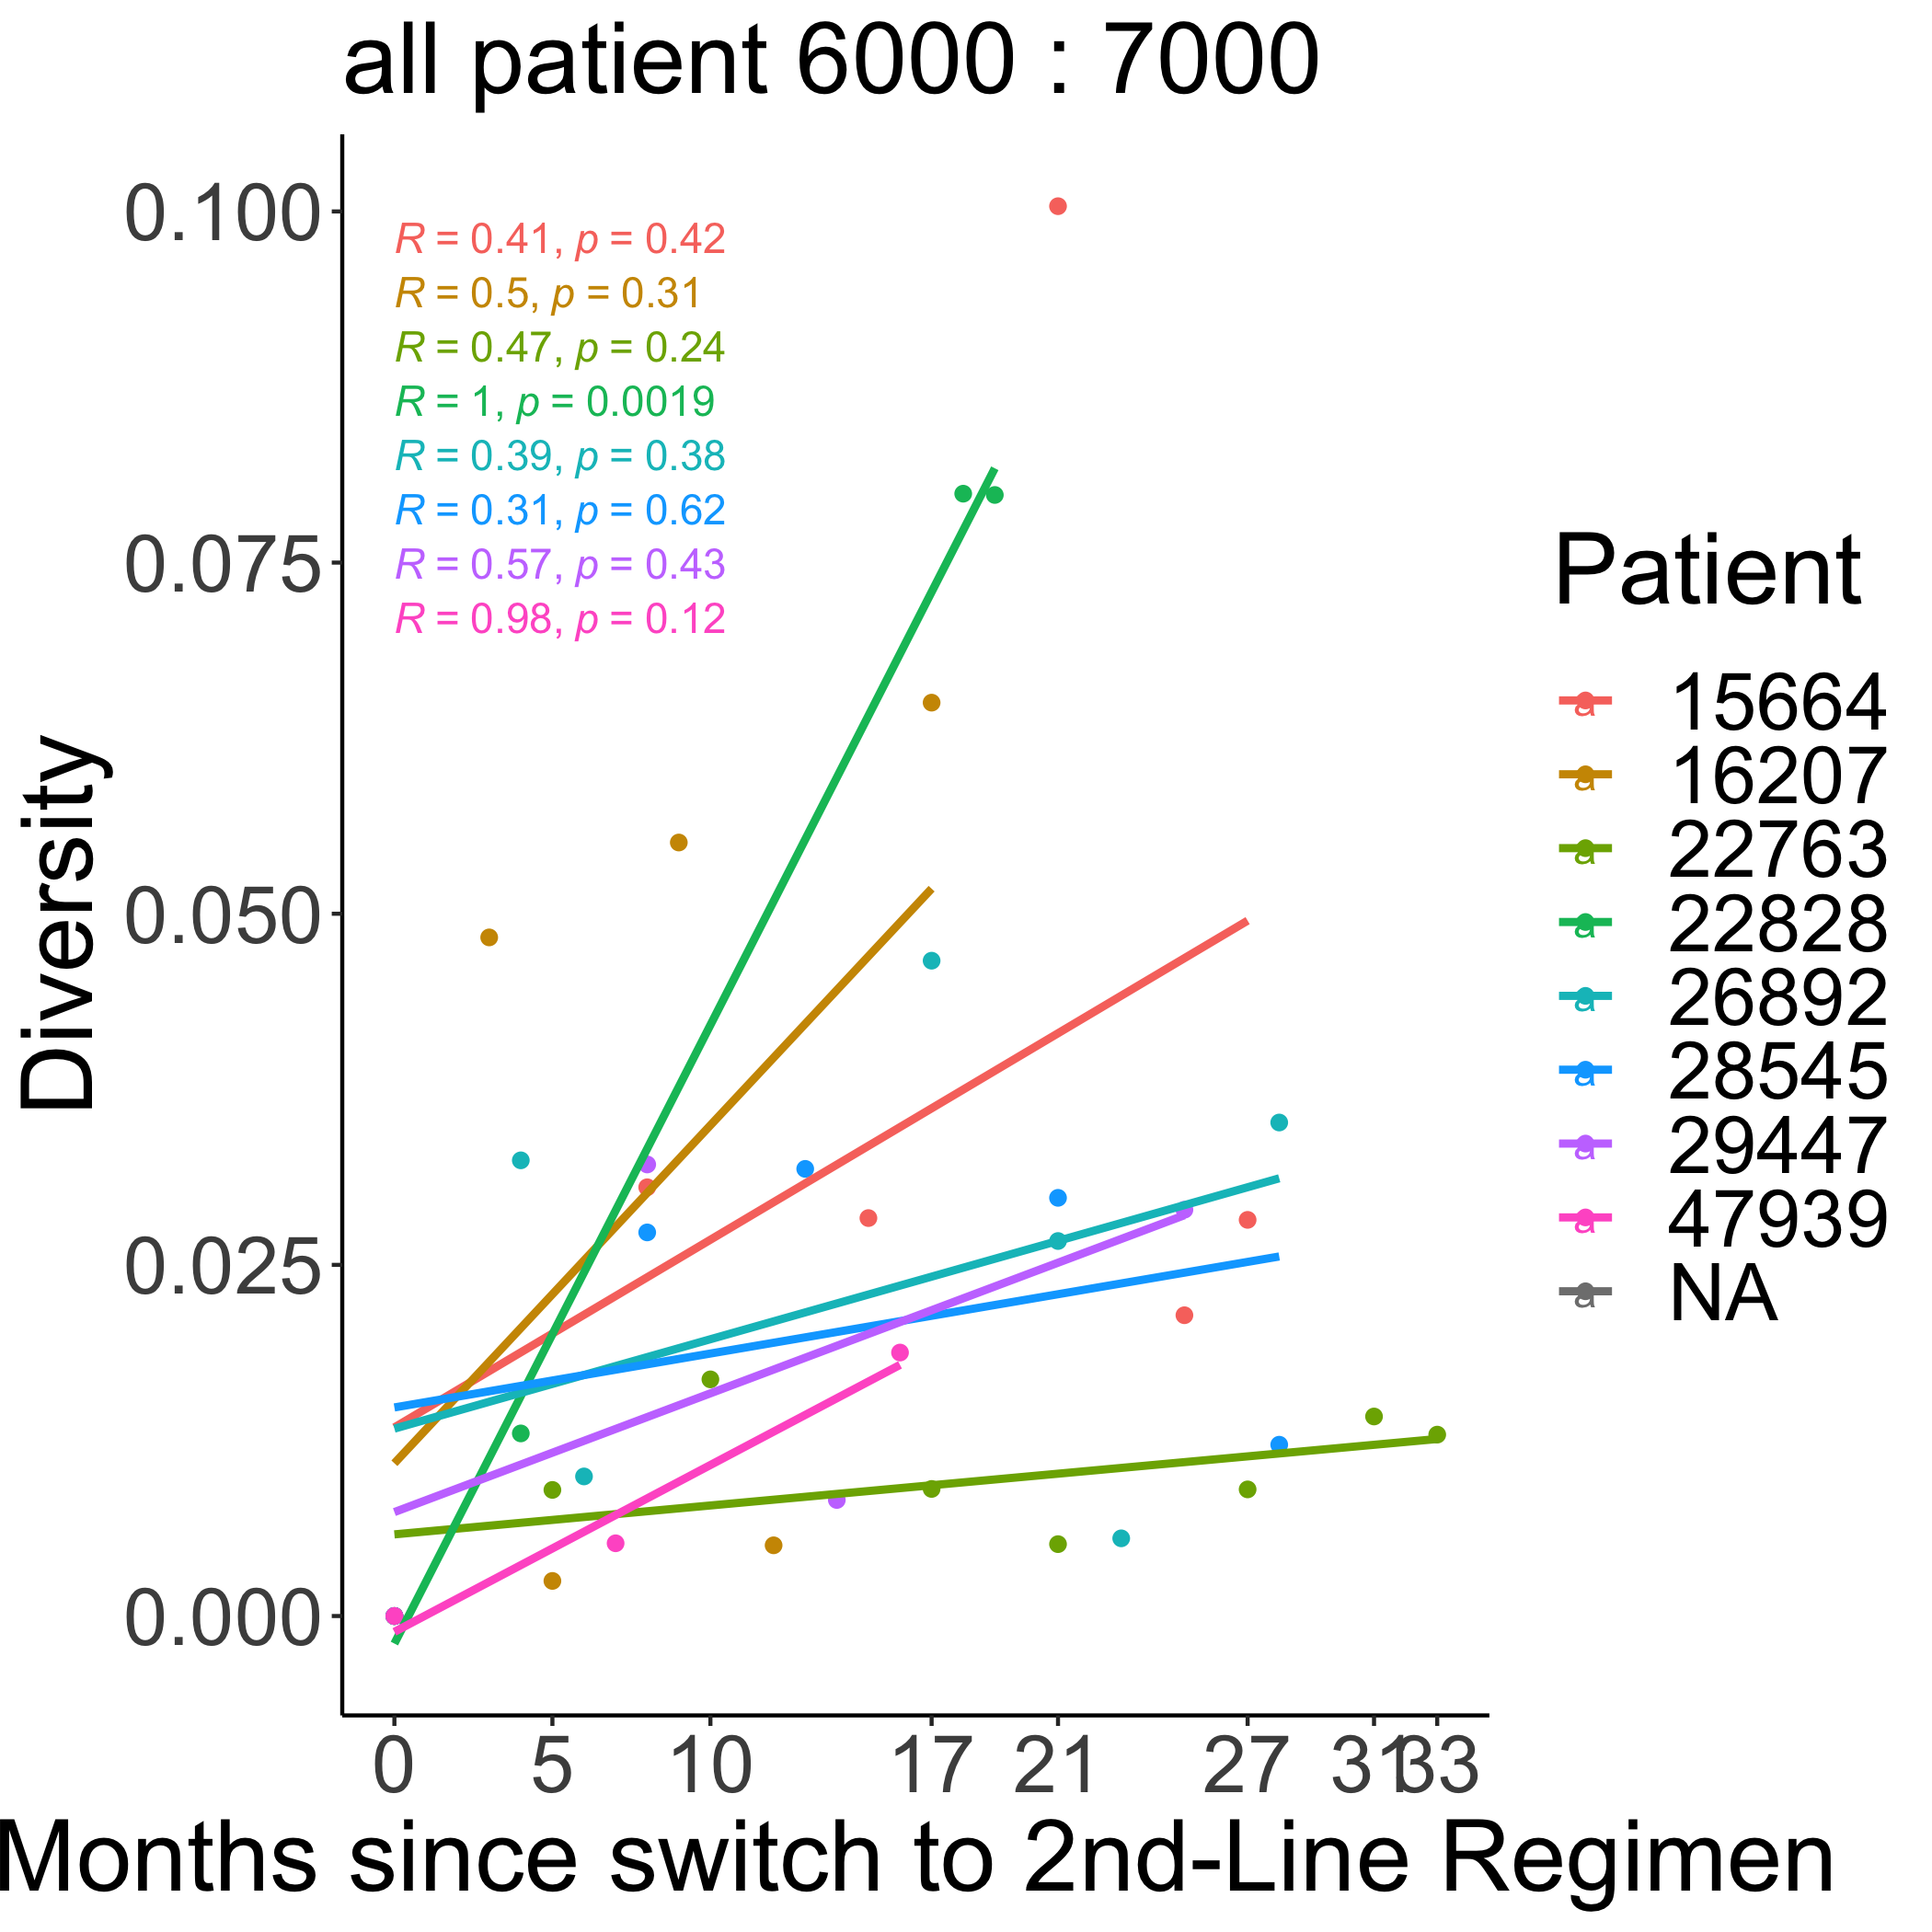 all patient 6000 : 7000
0.100
0.075
0.050
0.025
0.000
Diversity
R = 0.41, p = 0.42
R = 0.5, p = 0.31
R = 0.47, p = 0.24
R = 1, p = 0.0019
R = 0.39, p = 0.38
R = 0.31, p = 0.62
R = 0.57, p = 0.43
R = 0.98, p = 0.12
0 5 10 17 21 27 31 33
Months since switch to 2nd-Line Regimen
Patient
a 15664
a 16207
a 22763
a 22828
a 26892
a 28545
a 29447
a 47939
a NA